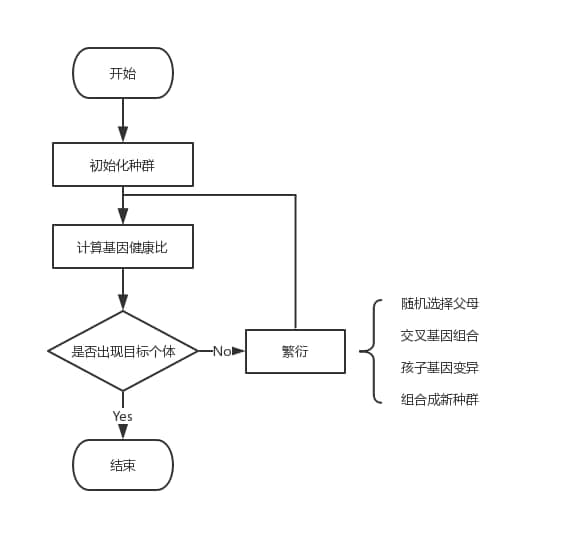 开始
初始化种群
计算基因健康比
是否出现目标个体
No
繁衍
随机选择父母
交叉基因组合
孩子基因变异
组合成新种群
Yes
结束